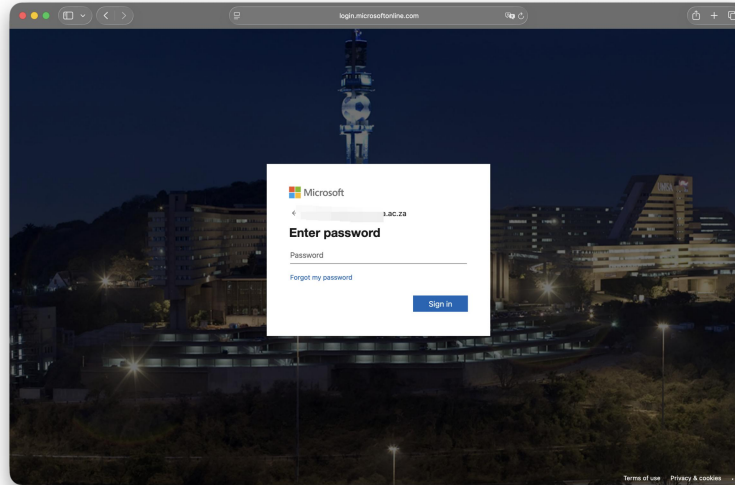 login.microsoftonline.com
Microsoft
a.ac.za
Enter password
Password
Forgot my password
Sign in
UNISA
Terms of use Privacy & cookies